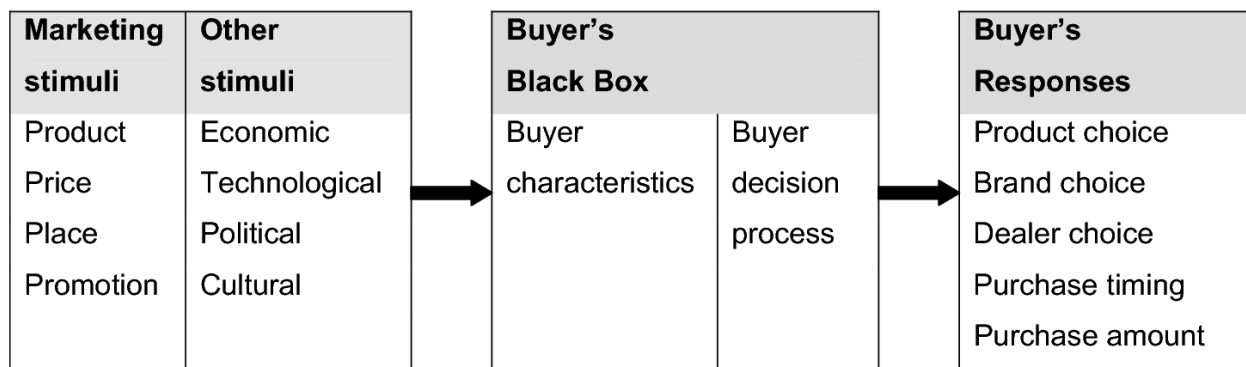 Marketing
stimuli
Other
stimuli
Buyer's
Black Box
Buyer's
Responses
Product
Price
Place
Promotion
Economic
Technological
Political
Cultural
Buyer
characteristics
Buyer
decision
process
Product choice
Brand choice
Dealer choice
Purchase timing
Purchase amount